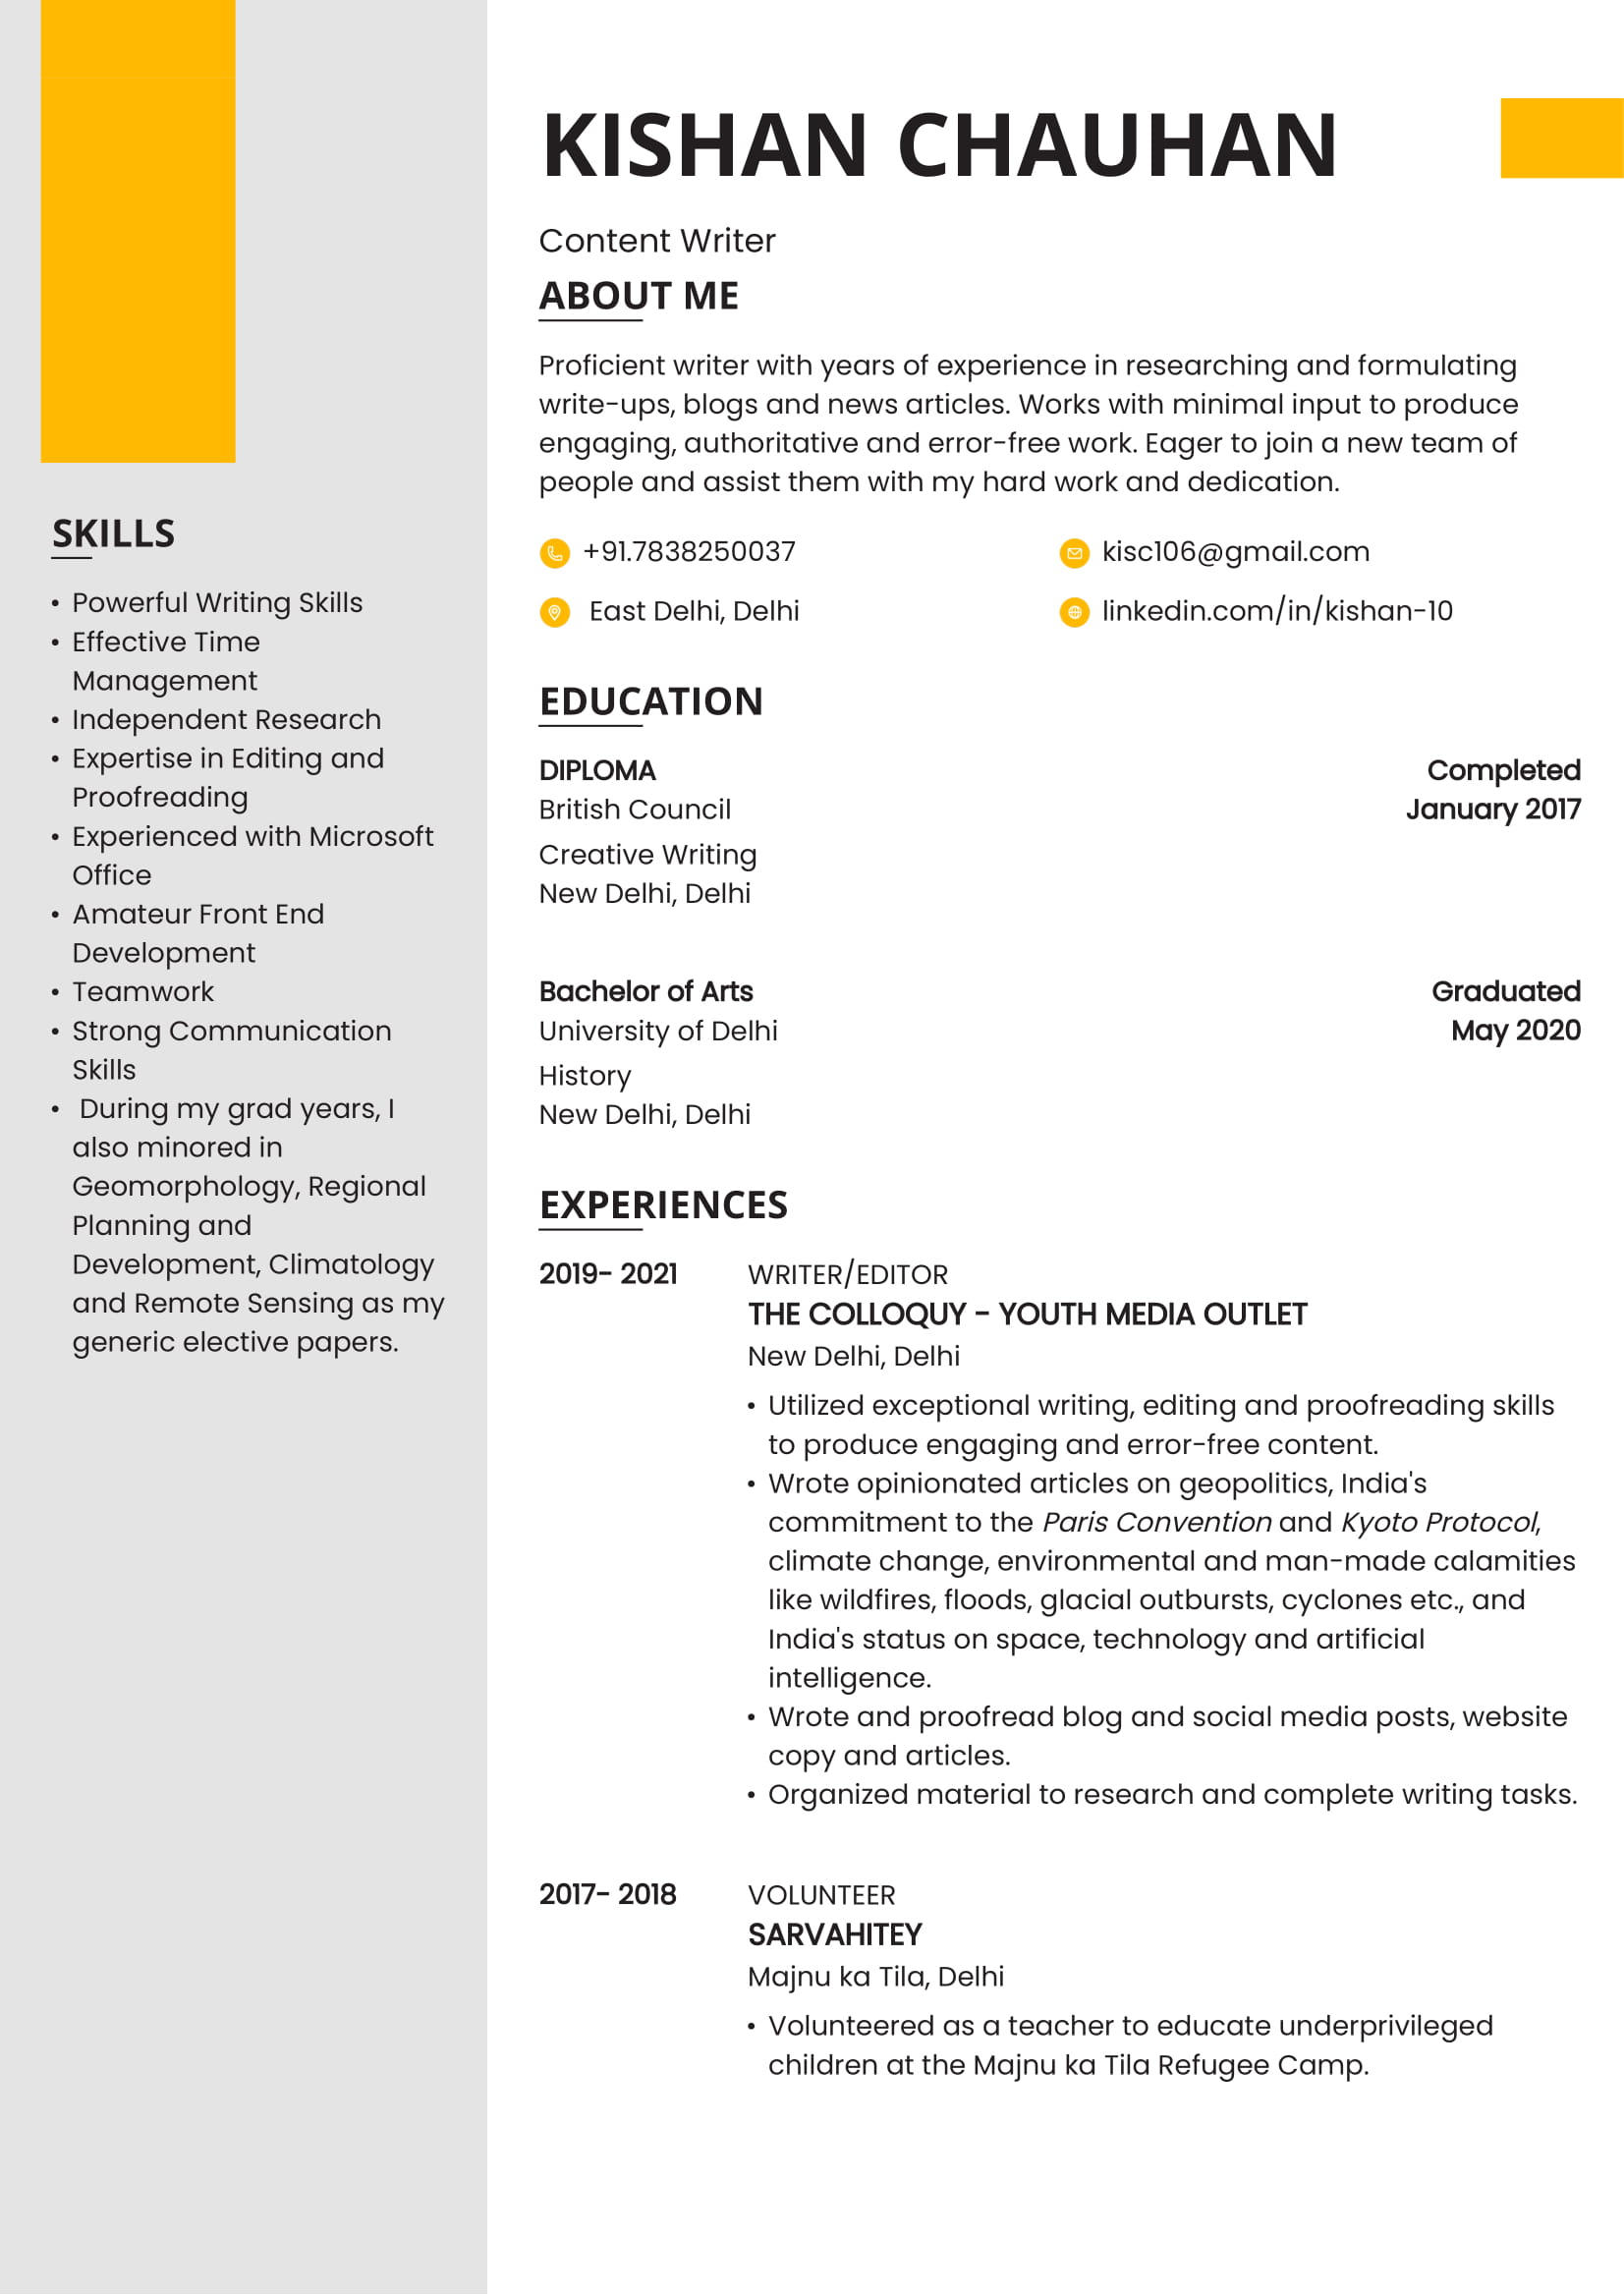 KISHAN CHAUHAN
Content Writer
ABOUT ME
Proficient writer with years of experience in researching and formulating
write-ups, blogs and news articles. Works with minimal input to produce
engaging, authoritative and error-free work. Eager to join a new team of
people and assist them with my hard work and dedication.
+91.7838250037
kisc106@gmail.com
East Delhi, Delhi
linkedin.com/in/kishan-10
SKILLS
• Powerful Writing Skills
• Effective Time
Management
• Independent Research
• Expertise in Editing and
Proofreading
• Experienced with Microsoft
Office
• Amateur Front End
Development
• Teamwork
• Strong Communication
Skills
• During my grad years, I
also minored in
Geomorphology, Regional
Planning and
Development, Climatology
and Remote Sensing as my
generic elective papers.
EDUCATION
DIPLOMA
Completed
British Council
January 2017
Creative Writing
New Delhi, Delhi
Bachelor of Arts
Graduated
University of Delhi
May 2020
History
New Delhi, Delhi
EXPERIENCES
2019- 2021
WRITER/EDITOR
THE COLLOQUY - YOUTH MEDIA OUTLET
New Delhi, Delhi
• Utilized exceptional writing, editing and proofreading skills
to produce engaging and error-free content.
• Wrote opinionated articles on geopolitics, India's
commitment to the Paris Convention and Kyoto Protocol,
climate change, environmental and man-made calamities
like wildfires, floods, glacial outbursts, cyclones etc., and
India's status on space, technology and artificial
intelligence.
• Wrote and proofread blog and social media posts, website
copy and articles.
• Organized material to research and complete writing tasks.
2017- 2018
VOLUNTEER
SARVAHITEY
Majnu ka Tila, Delhi
• Volunteered as a teacher to educate underprivileged
children at the Majnu ka Tila Refugee Camp.